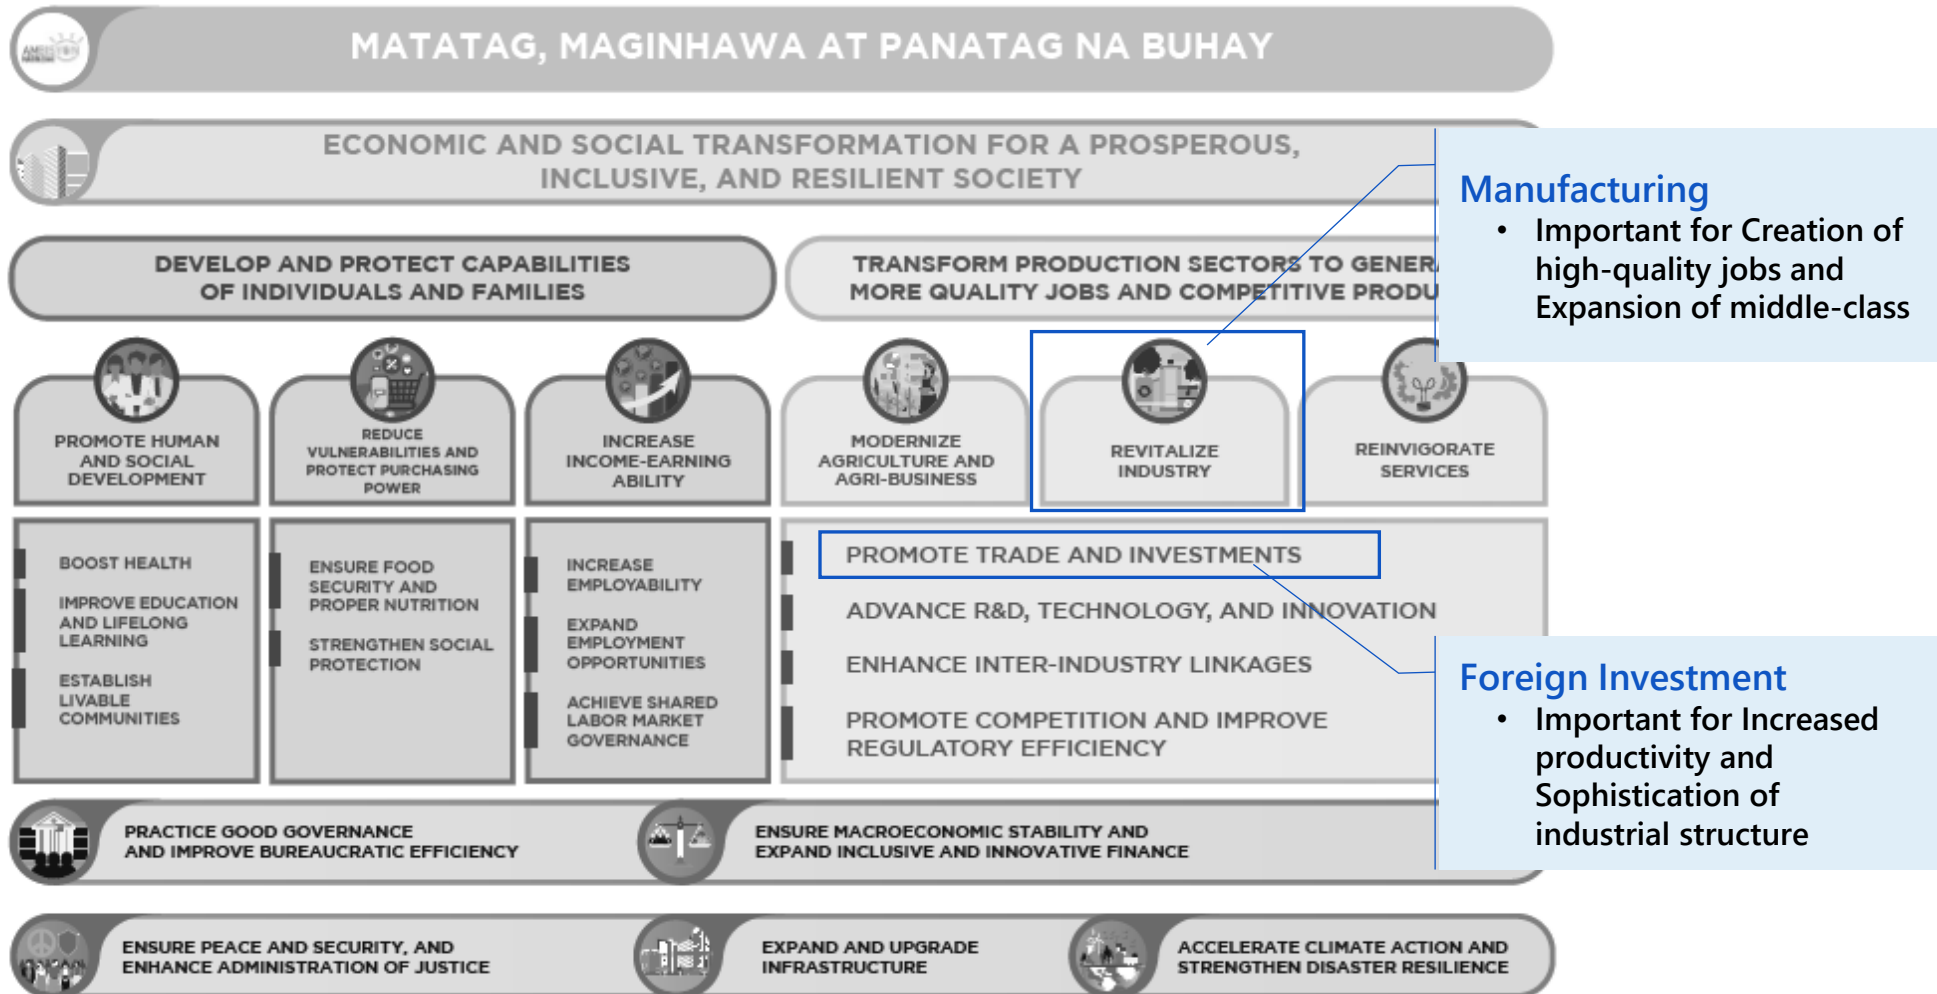 MATATAG, MAGINHAWA AT PANATAG NA BUHAY
ECONOMIC AND SOCIAL TRANSFORMATION FOR A PROSPEROUS,
INCLUSIVE, AND RESILIENT SOCIETY
DEVELOP AND PROTECT CAPABILITIES
OF INDIVIDUALS AND FAMILIES
TRANSFORM PRODUCTION SECTORS TO
MORE QUALITY JOBS AND COMPETITIVE
Manufacturing
• Important for Creation of
high-quality jobs and
Expansion of middle-class
PROMOTE HUMAN
AND SOCIAL
DEVELOPMENT
REDUCE
VULNERABILITIES AND
PROTECT PURCHASING
POWER
INCREASE
INCOME-EARNING
ABILITY
MODERNIZE
AGRICULTURE AND
AGRI-BUSINESS
REVITALIZE
INDUSTRY
REINVIGORATE
SERVICES
BOOST HEALTH
IMPROVE EDUCATION
AND LIFELONG
LEARNING
ESTABLISH
LIVABLE
COMMUNITIES
ENSURE FOOD
SECURITY AND
PROPER NUTRITION
STRENGTHEN SOCIAL
PROTECTION
INCREASE
EMPLOYABILITY
EXPAND
EMPLOYMENT
OPPORTUNITIES
ACHIEVE SHARED
LABOR MARKET
GOVERNANCE
PROMOTE TRADE AND INVESTMENTS
ADVANCE R&D, TECHNOLOGY, AND INNOVATION
ENHANCE INTER-INDUSTRY LINKAGES
PROMOTE COMPETITION AND IMPROVE
REGULATORY EFFICIENCY
Foreign Investment
• Important for Increased
productivity and
Sophistication of
industrial structure
PRACTICE GOOD GOVERNANCE
AND IMPROVE BUREAUCRATIC EFFICIENCY
ENSURE MACROECONOMIC STABILITY AND
EXPAND INCLUSIVE AND INNOVATIVE FINANCE
ENSURE PEACE AND SECURITY, AND
ENHANCE ADMINISTRATION OF JUSTICE
EXPAND AND UPGRADE
INFRASTRUCTURE
ACCELERATE CLIMATE ACTION AND
STRENGTHEN DISASTER RESILIENCE